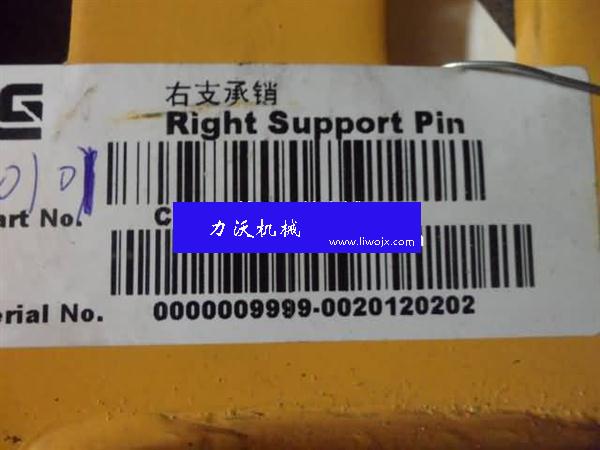 右支承销
Right Support Pin
art No. C
力沃机械
www.liwojx.com
erial No. 0000009999-0020120202